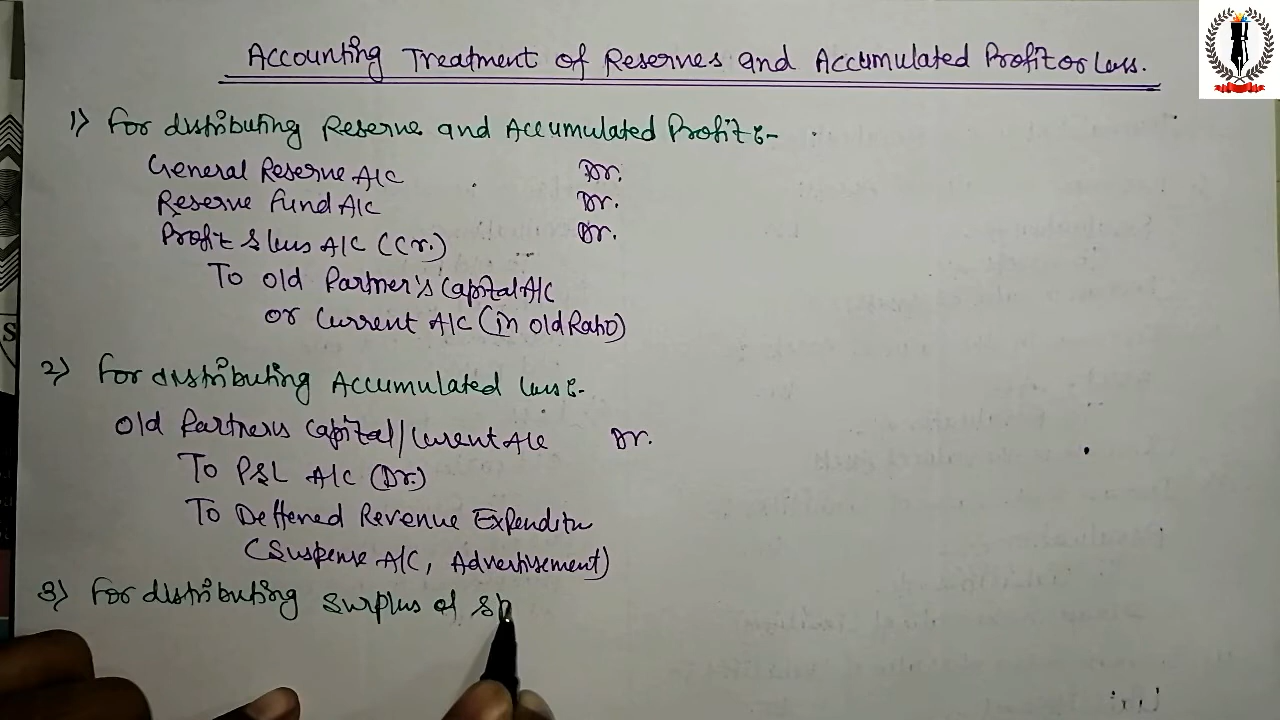 Accounting Treatment of Reserves and Accumulated Profit or Loss.
1) For distributing Reserve and Accumulated Profit :-
General Reserve A/c Dr.
Reserve Fund A/c Dr.
Profit & Loss A/c (Cr.) Dr.
To Old Partner's Capital A/c
or Current A/c (in old Ratio)
2) For distributing Accumulated Loss :-
Old Partners Capital/Current A/c Dr.
To P&L A/c (Dr.)
To Deffered Revenue Expenditu
(Suspense A/c, Advertisement)
3) For distributing Surplus of Sp